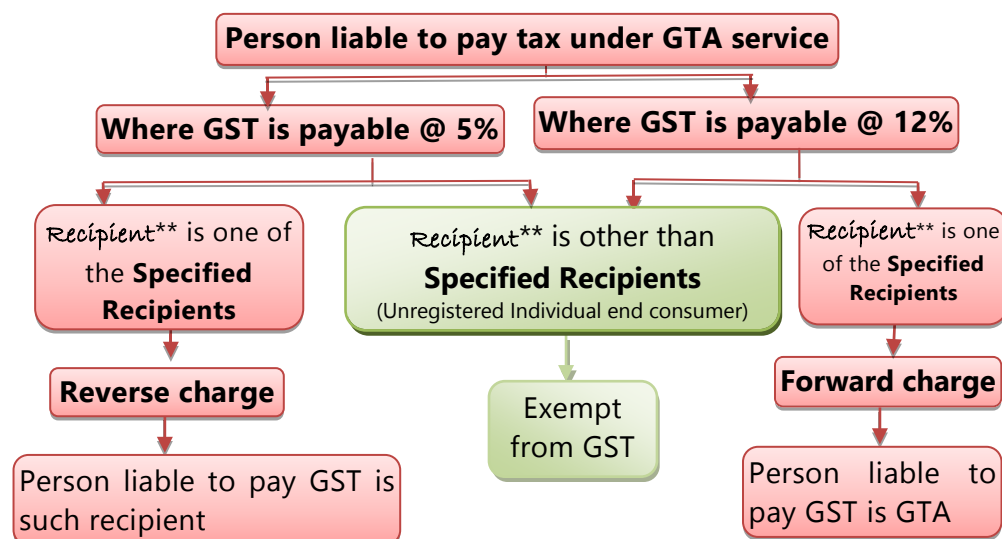 Person liable to pay tax under GTA service
Where GST is payable @ 5%
Where GST is payable @ 12%
Recipient** is one of
the Specified
Recipients
Recipient** is other than
Specified Recipients
(Unregistered Individual end consumer)
Recipient** is one
of the Specified
Recipients
Reverse charge
Exempt
from GST
Forward charge
Person liable to pay GST is
such recipient
Person liable to
pay GST is GTA